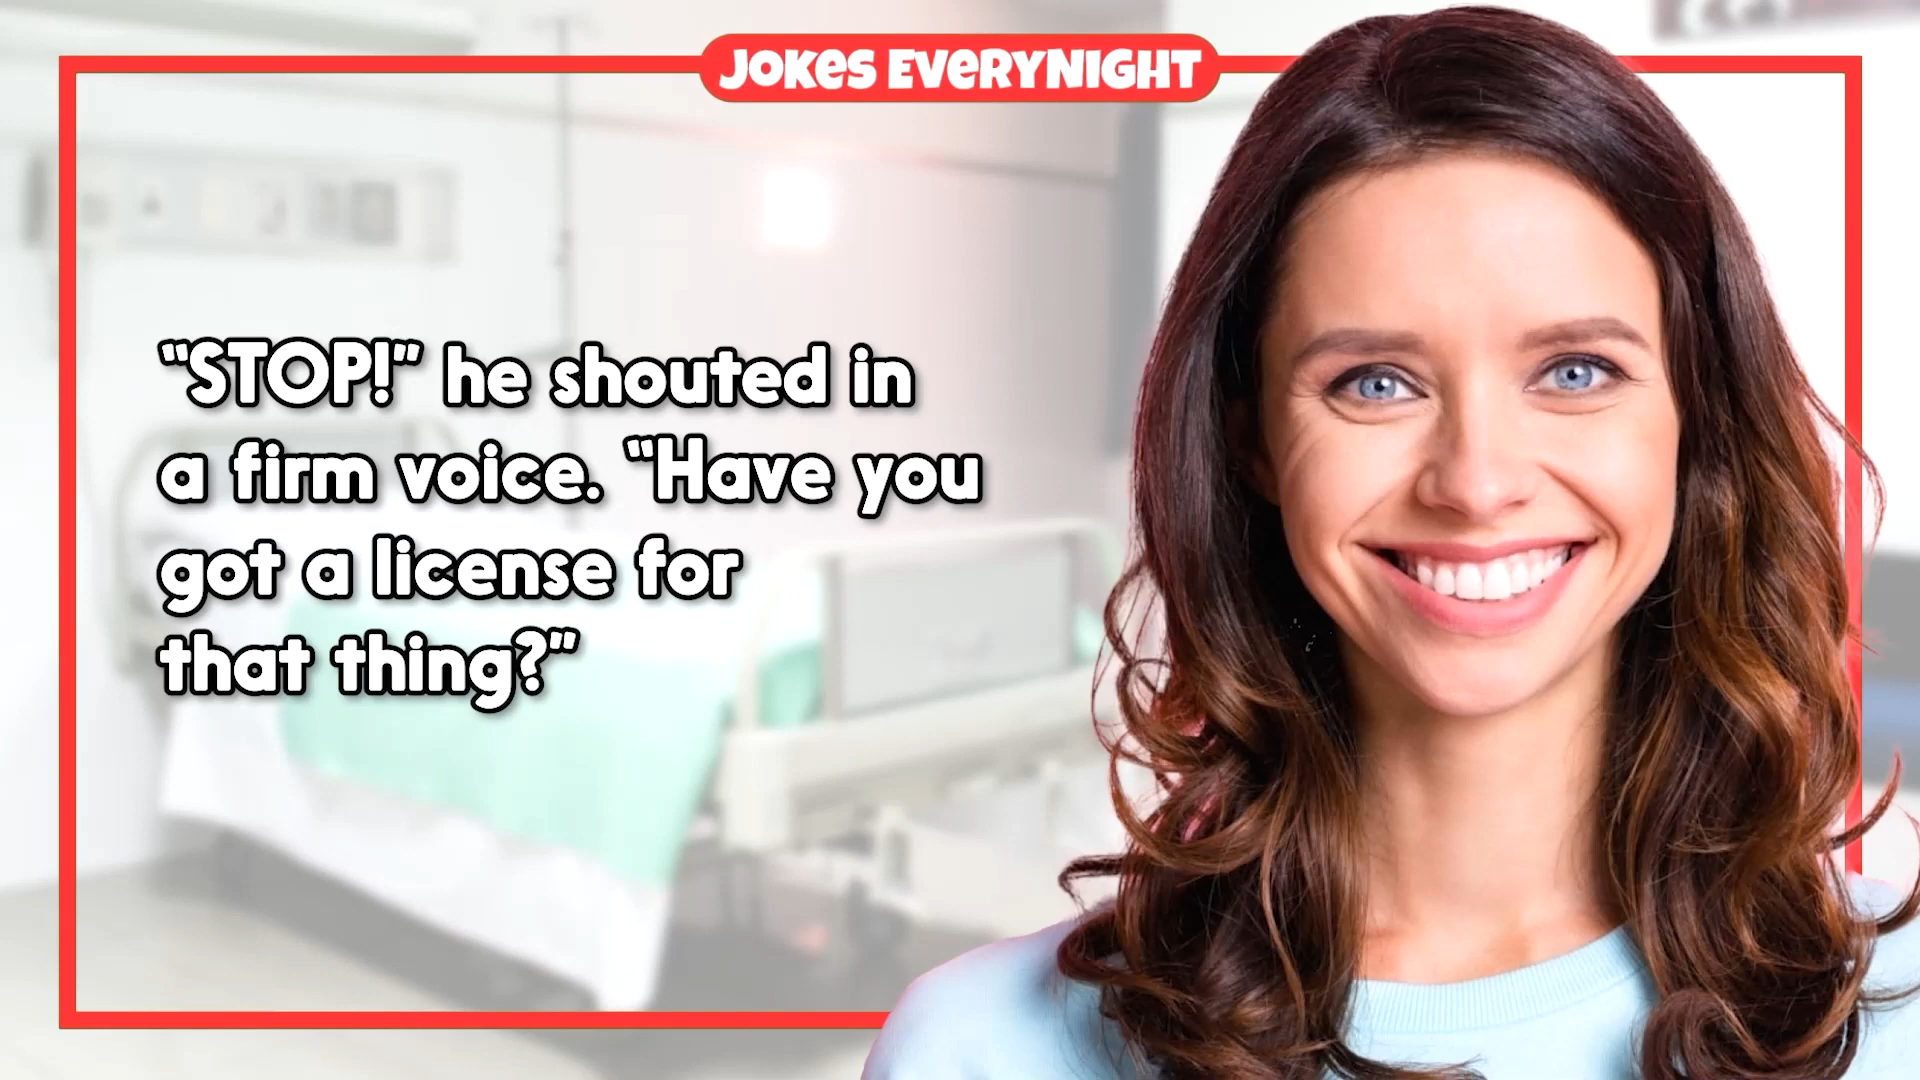 JOKES EVERYNIGHT
"STOP!" he shouted in
a firm voice. "Have you
got a license for
that thing?"